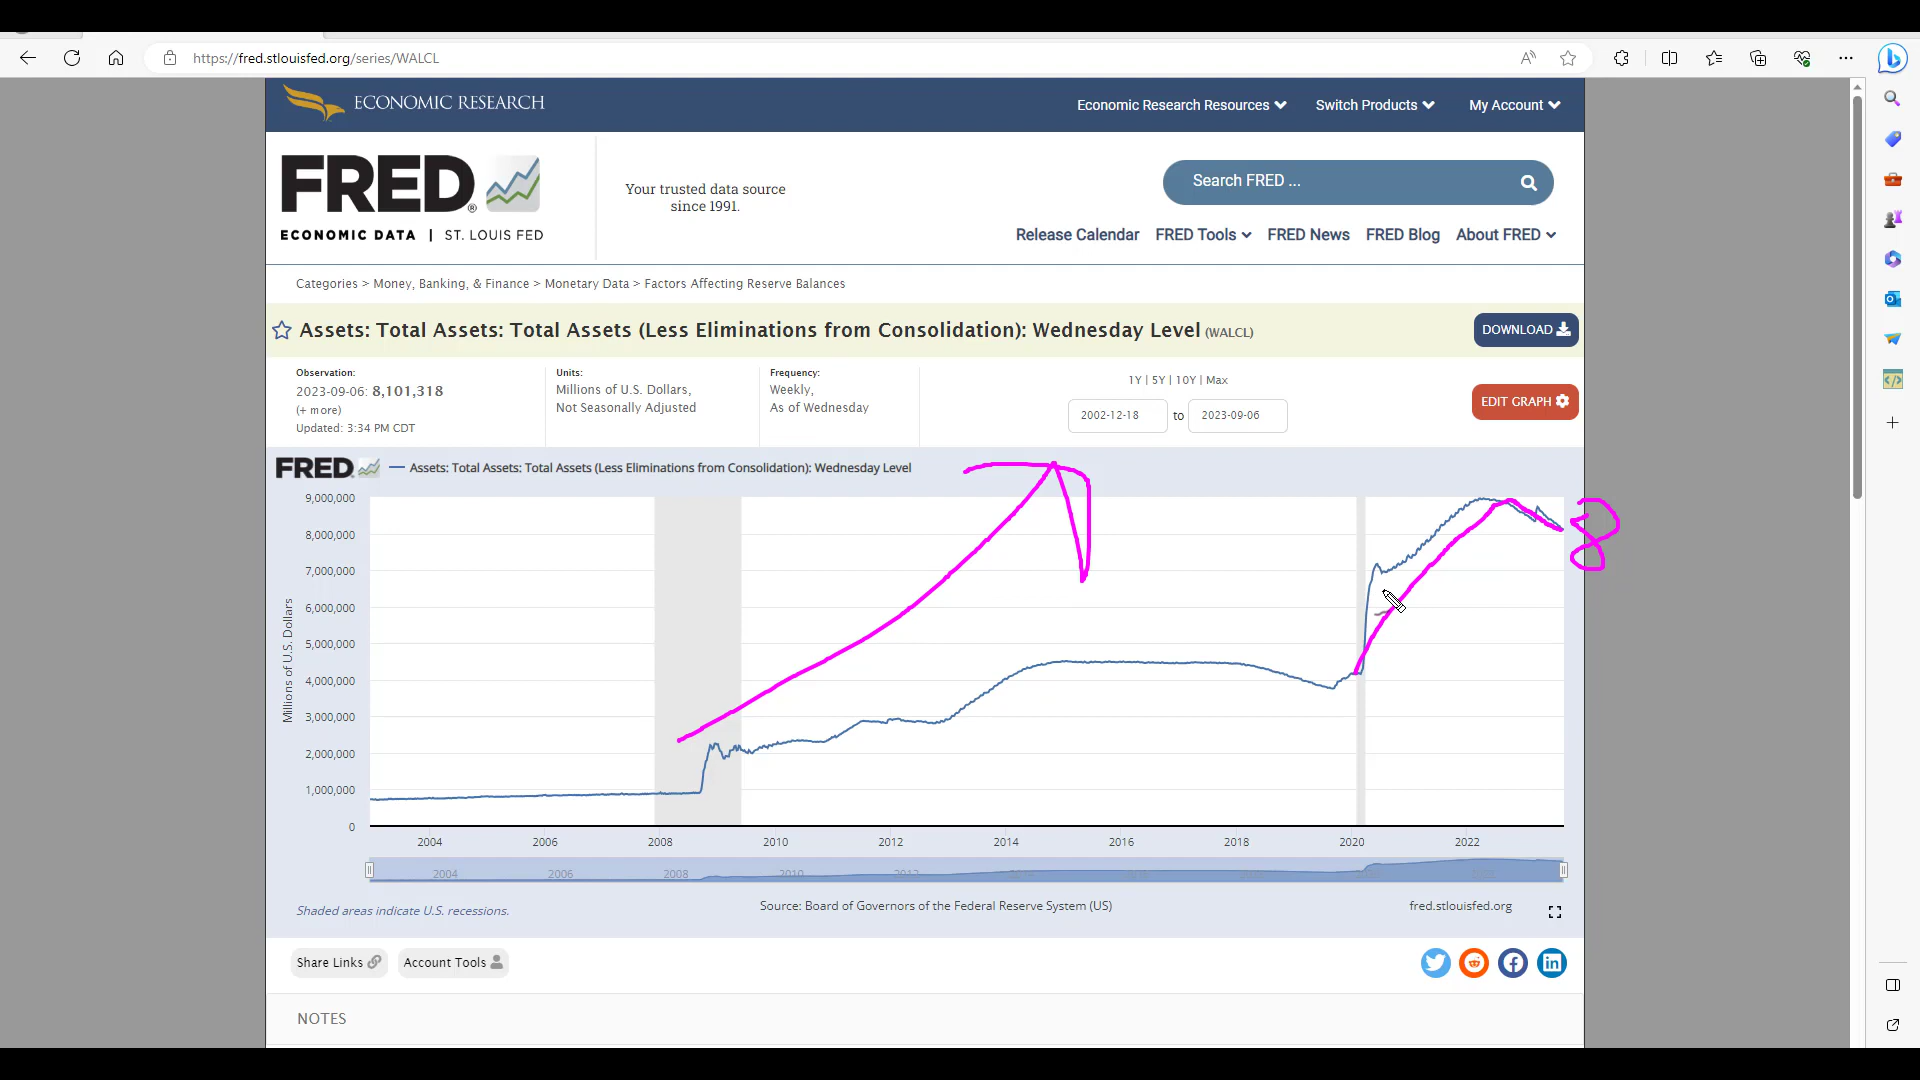 https://fred.stlouisfed.org/series/WALCL
ECONOMIC RESEARCH
Economic Research Resources
Switch Products
My Account
FRED®
ECONOMIC DATA | ST. LOUIS FED
Your trusted data source
since 1991.
Search FRED ...
Release Calendar
FRED Tools
FRED News
FRED Blog
About FRED
Categories > Money, Banking, & Finance > Monetary Data > Factors Affecting Reserve Balances
Assets: Total Assets: Total Assets (Less Eliminations from Consolidation): Wednesday Level (WALCL)
DOWNLOAD
Observation:
2023-09-06: 8,101,318
(+ more)
Updated: 3:34 PM CDT
Units:
Millions of U.S. Dollars,
Not Seasonally Adjusted
Frequency:
Weekly,
As of Wednesday
1Y | 5Y | 10Y | Max
2002-12-18 to 2023-09-06
EDIT GRAPH
FRED
Assets: Total Assets: Total Assets (Less Eliminations from Consolidation): Wednesday Level
8
Millions of U.S. Dollars
9,000,000
8,000,000
7,000,000
6,000,000
5,000,000
4,000,000
3,000,000
2,000,000
1,000,000
0
2004 2006 2008 2010 2012 2014 2016 2018 2020 2022
2004 2006 2008 2010 2012
Shaded areas indicate U.S. recessions.
Source: Board of Governors of the Federal Reserve System (US)
fred.stlouisfed.org
Share Links
Account Tools
NOTES